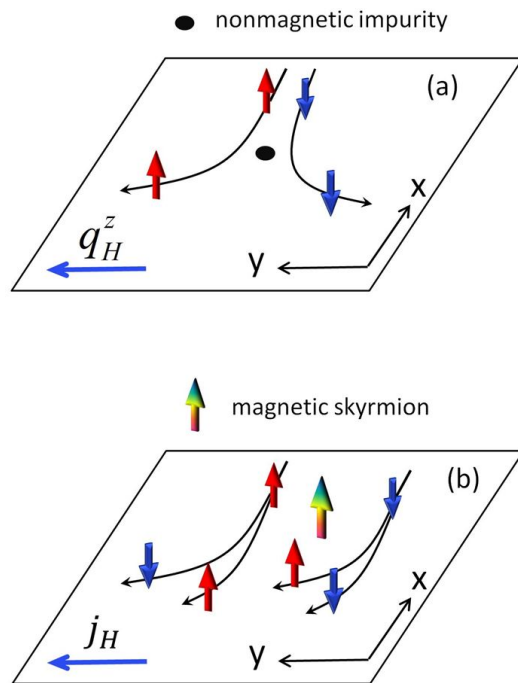 nonmagnetic impurity
(a)
x
y
q_H^z
magnetic skyrmion
(b)
x
y
j_H